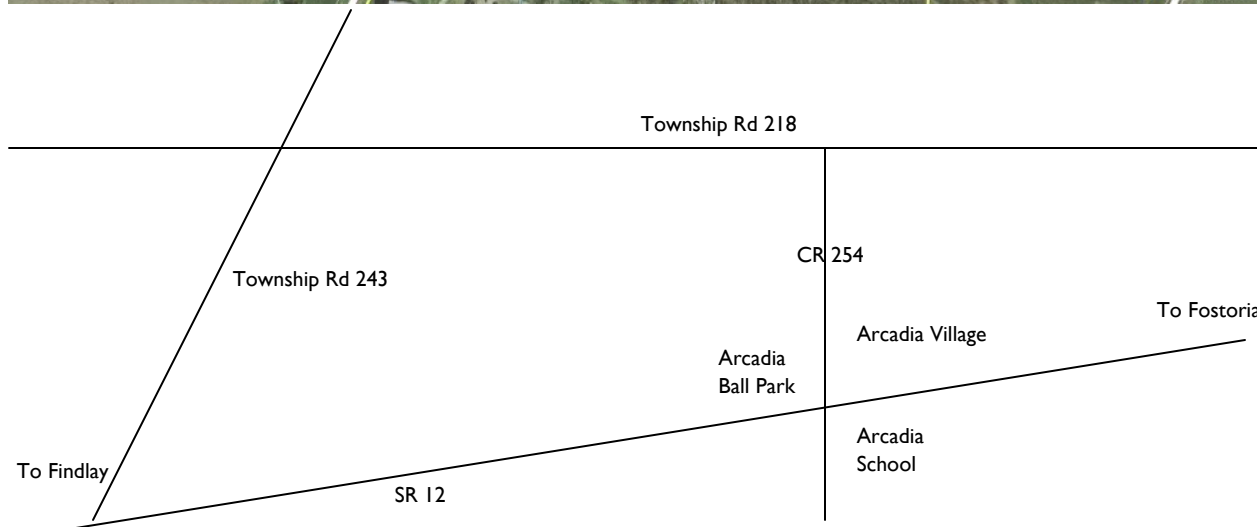 Township Rd 218
CR 254
Township Rd 243
To Fostoria
Arcadia Village
Arcadia
Ball Park
Arcadia
School
To Findlay
SR 12